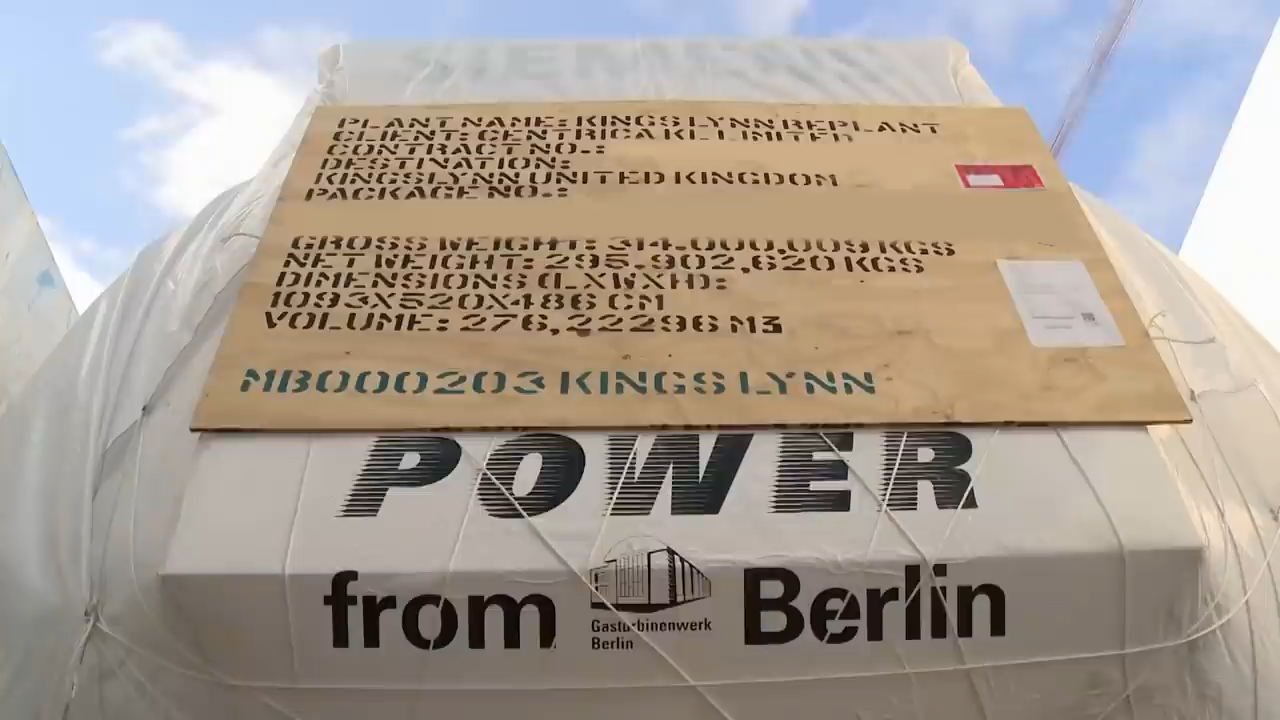 SIEMENS
PLANT NAME: KINGS LYNN REPLANT
CLIENT: CENTRICA KL LIMITED
CONTRACT NO.:
DESTINATION:
KINGSLYNN UNITED KINGDOM
PACKAGE NO.:
GROSS WEIGHT: 314.000,009 KGS
NET WEIGHT: 295.902,620 KGS
DIMENSIONS (LXWXH):
1093X520X486 CM
VOLUME: 276,22296 M3
MB000203 KINGS LYNN
POWER
from Berlin
Gasturbinenwerk
Berlin